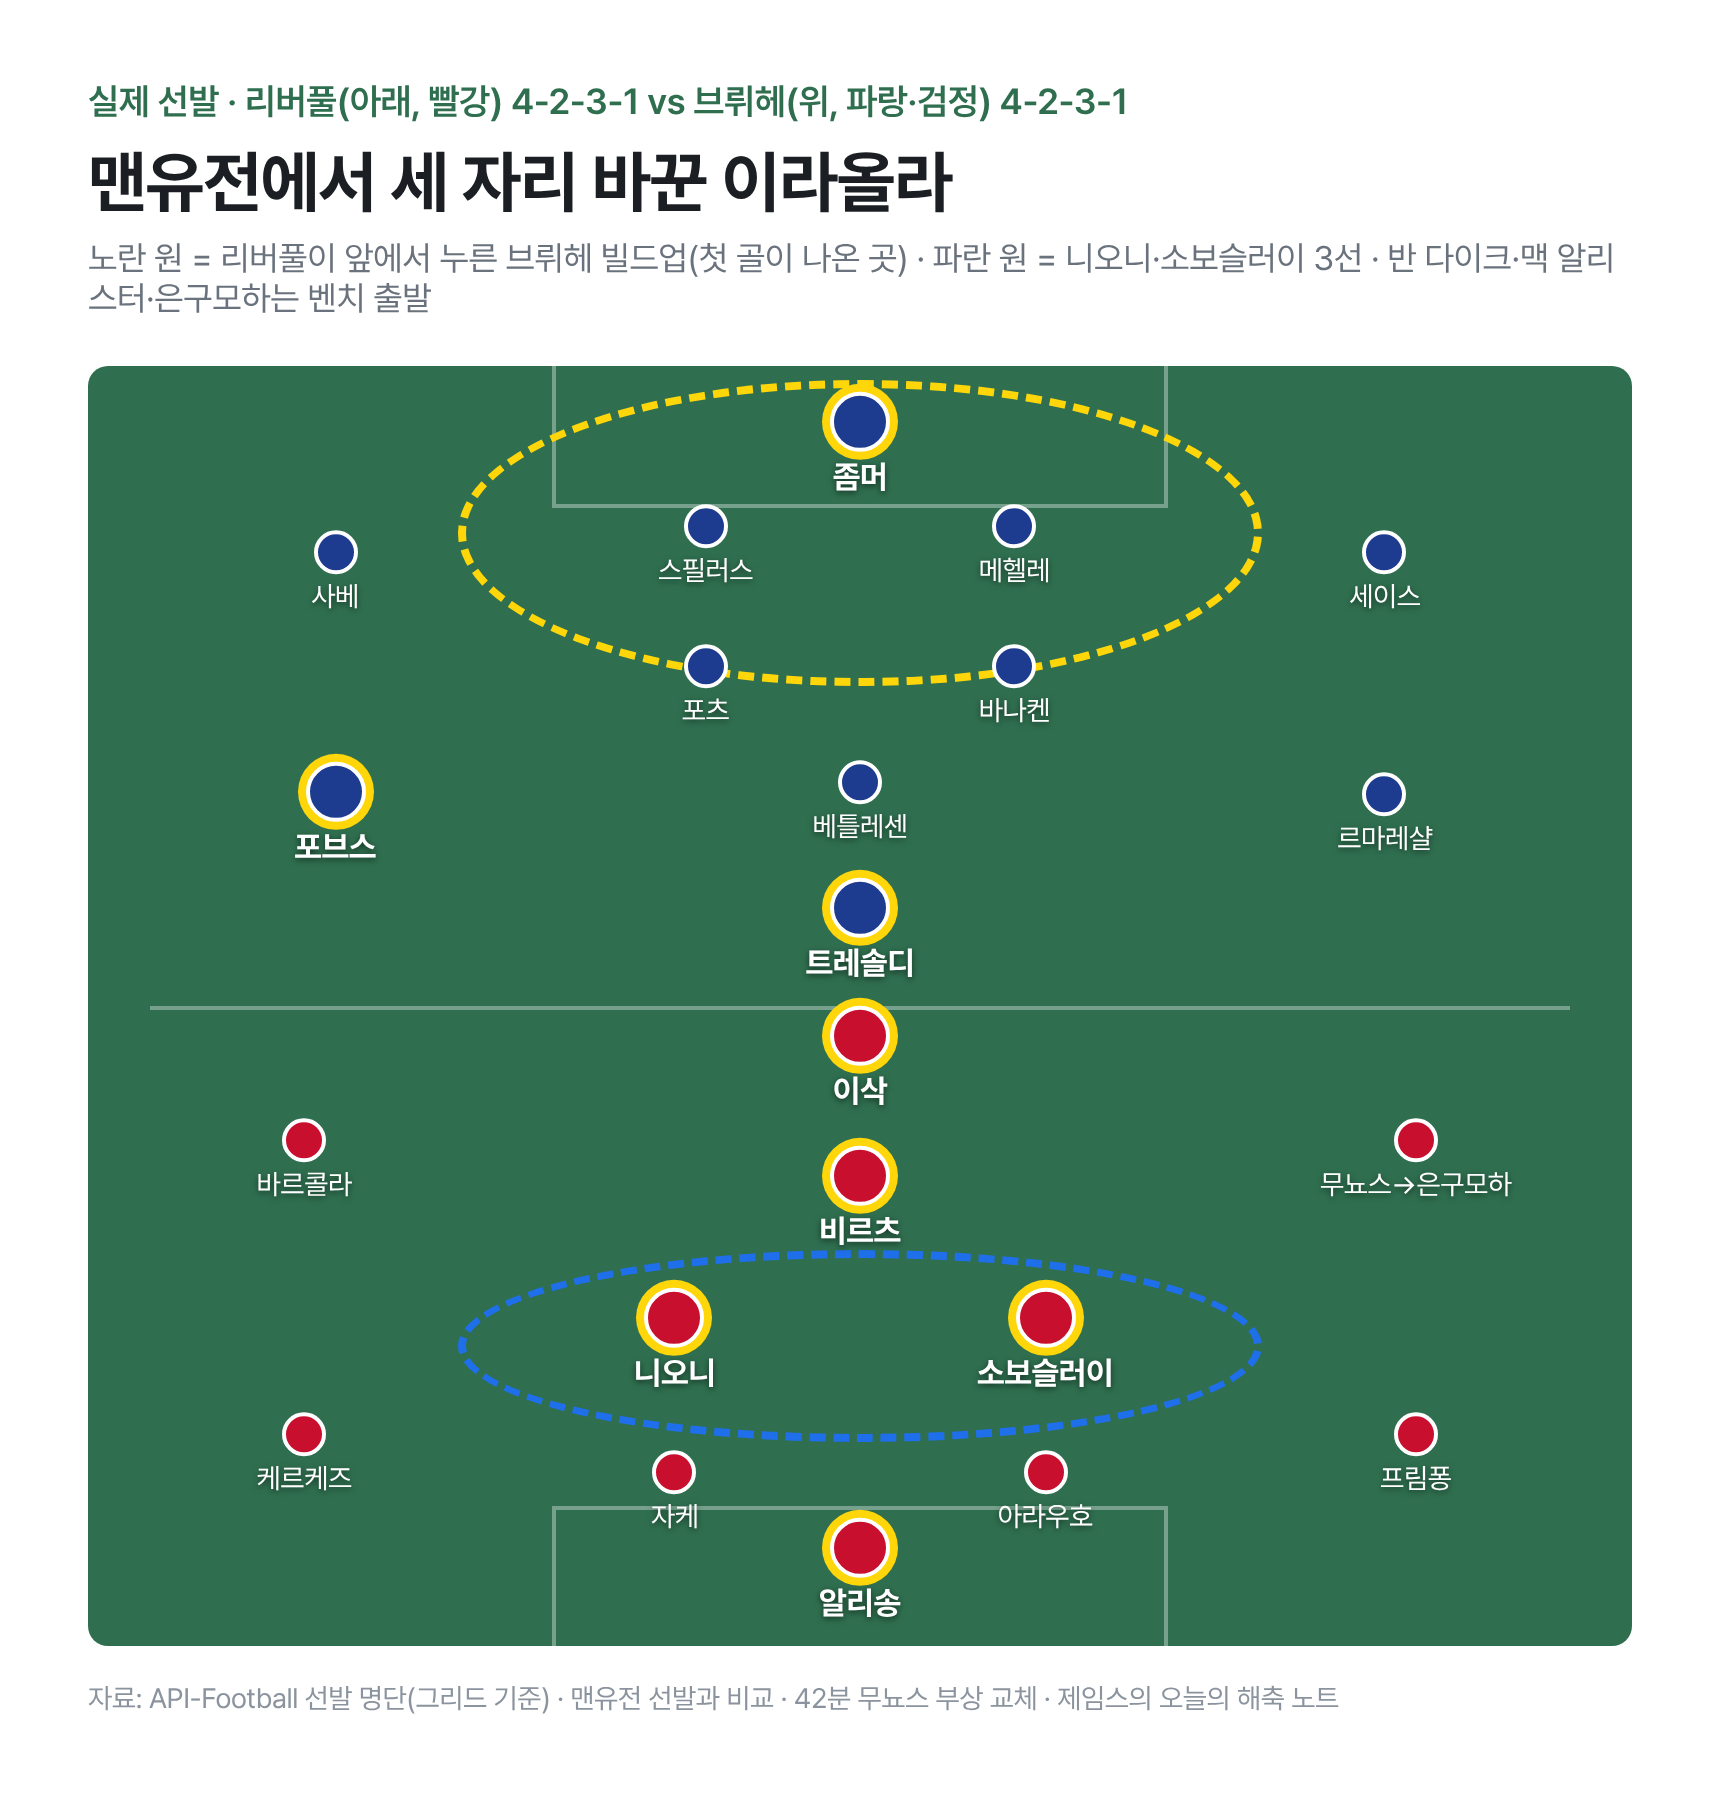 실제 선발 · 리버풀(아래, 빨강) 4-2-3-1 vs 브뤼헤(위, 파랑·검정) 4-2-3-1
맨유전에서 세 자리 바꾼 이라올라
노란 원 = 리버풀이 앞에서 누른 브뤼헤 빌드업(첫 골이 나온 곳) · 파란 원 = 니오니·소보슬러이 3선 · 반 다이크·맥 알리
스터·은구모하는 벤치 출발
좀머
스필러스
메헬레
사베
세이스
포츠
바나켄
포브스
베틀레센
르마레샬
트레솔디
이삭
바르콜라
무뇨스→은구모하
비르츠
니오니
소보슬러이
케르케즈
프림퐁
자케
아라우호
알리송
자료: API-Football 선발 명단(그리드 기준) · 맨유전 선발과 비교 · 42분 무뇨스 부상 교체 · 제임스의 오늘의 해축 노트